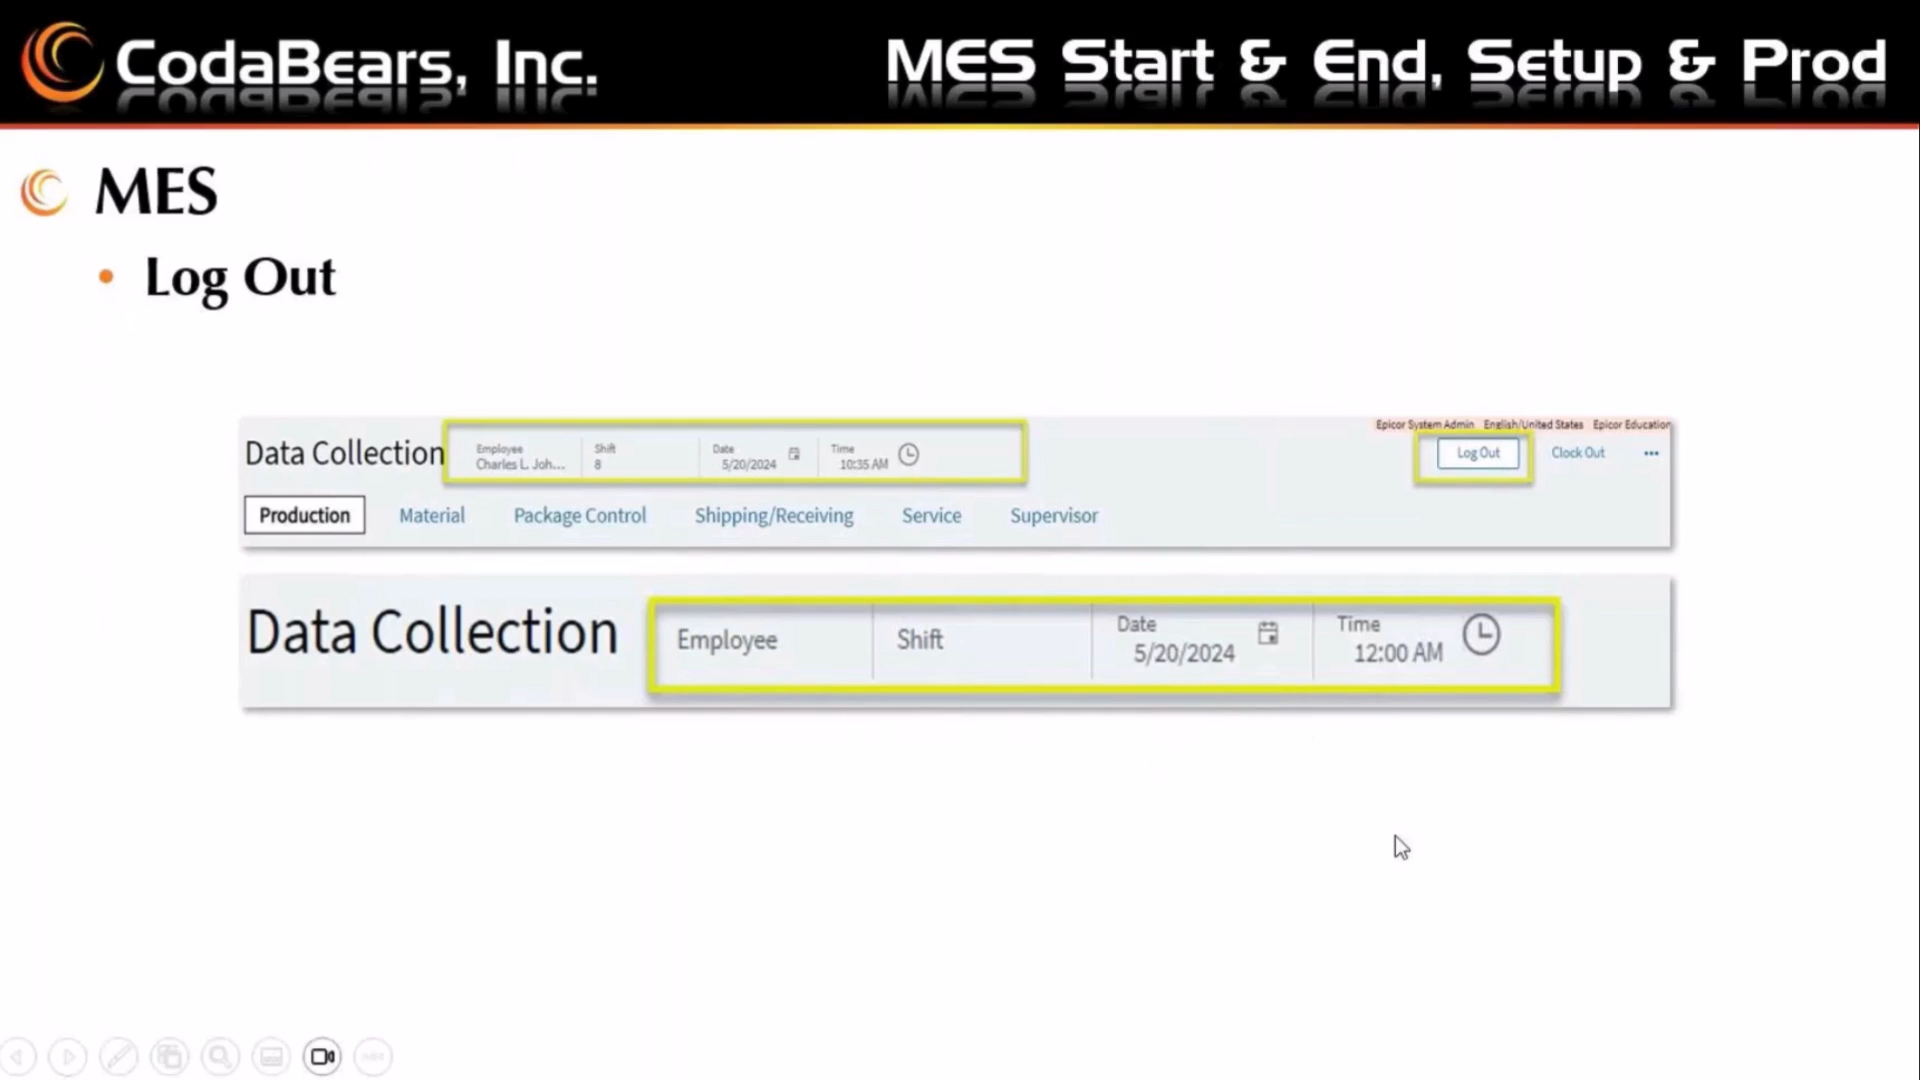 CodaBears, Inc.
MES Start & End, Setup & Prod
MES
• Log Out
Epicor System Admin English/United States Epicor Education
Data Collection
Employee
Charles L. Joh...
Shift
8
Date
5/20/2024
Time
10:35 AM
Log Out
Clock Out
•••
Production Material Package Control Shipping/Receiving Service Supervisor
Data Collection
Employee
Shift
Date
5/20/2024
Time
12:00 AM